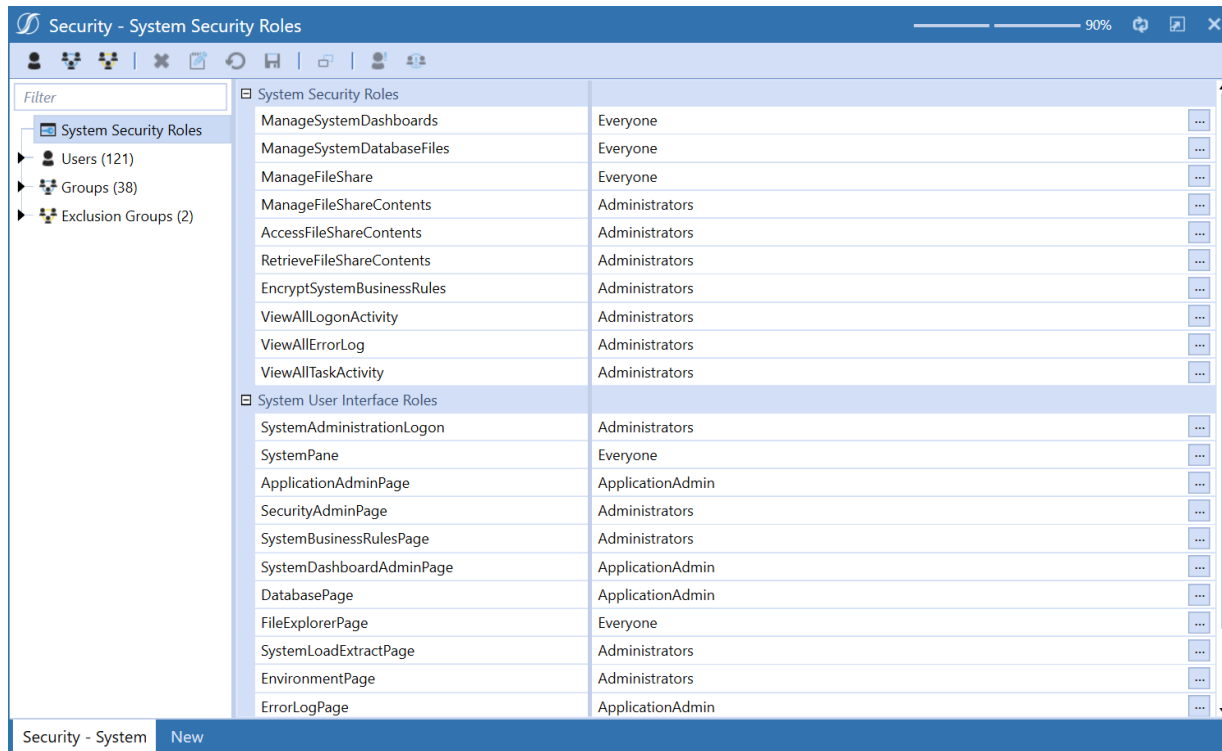 Security - System Security Roles
90%
Filter
System Security Roles
Users (121)
Groups (38)
Exclusion Groups (2)
System Security Roles
ManageSystemDashboards Everyone ...
ManageSystemDatabaseFiles Everyone ...
ManageFileShare Everyone ...
ManageFileShareContents Administrators ...
AccessFileShareContents Administrators ...
RetrieveFileShareContents Administrators ...
EncryptSystemBusinessRules Administrators ...
ViewAllLogonActivity Administrators ...
ViewAllErrorLog Administrators ...
ViewAllTaskActivity Administrators ...
System User Interface Roles
SystemAdministrationLogon Administrators ...
SystemPane Everyone ...
ApplicationAdminPage ApplicationAdmin ...
SecurityAdminPage Administrators ...
SystemBusinessRulesPage Administrators ...
SystemDashboardAdminPage ApplicationAdmin ...
DatabasePage ApplicationAdmin ...
FileExplorerPage Everyone ...
SystemLoadExtractPage Administrators ...
EnvironmentPage Administrators ...
ErrorLogPage ApplicationAdmin ...
Security - System New